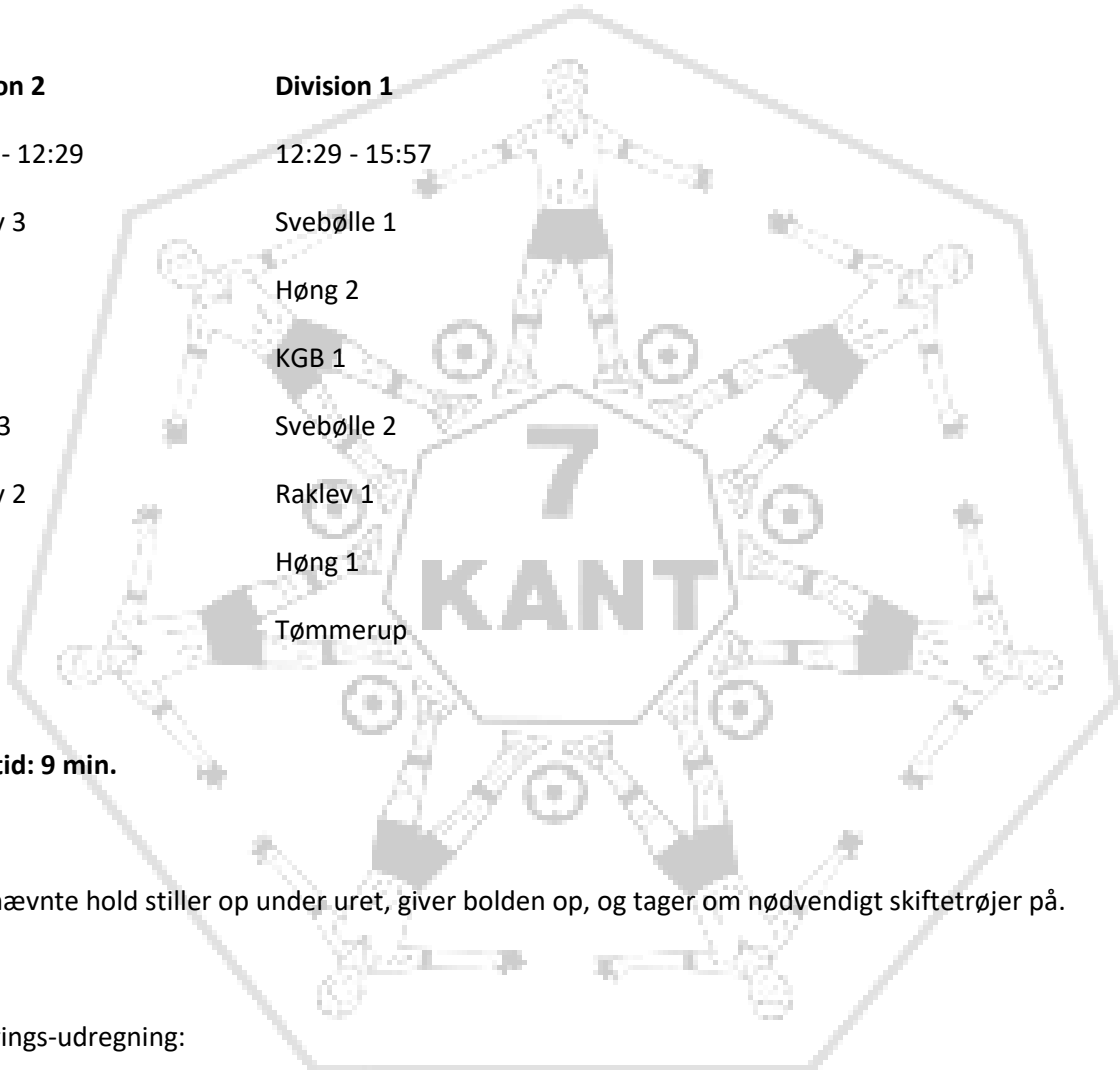 on 2 Division 1
- 12:29 12:29 - 15:57
3 Svebølle 1
Høng 2
KGB 1
3 Svebølle 2
2 Raklev 1
Høng 1
Tømmerup
7
KANT
tid: 9 min.
nævnte hold stiller op under uret, giver bolden op, og tager om nødvendigt skiftetrøjer på.
rings-udregning: